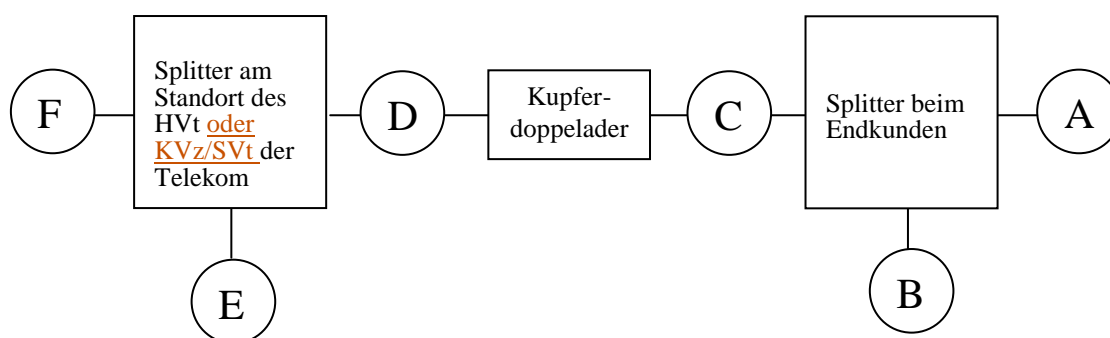 F
Splitter am
Standort des
HVt oder
KVz/SVt der
Telekom
D
Kupfer-
doppelader
C
Splitter beim
Endkunden
A
E
B